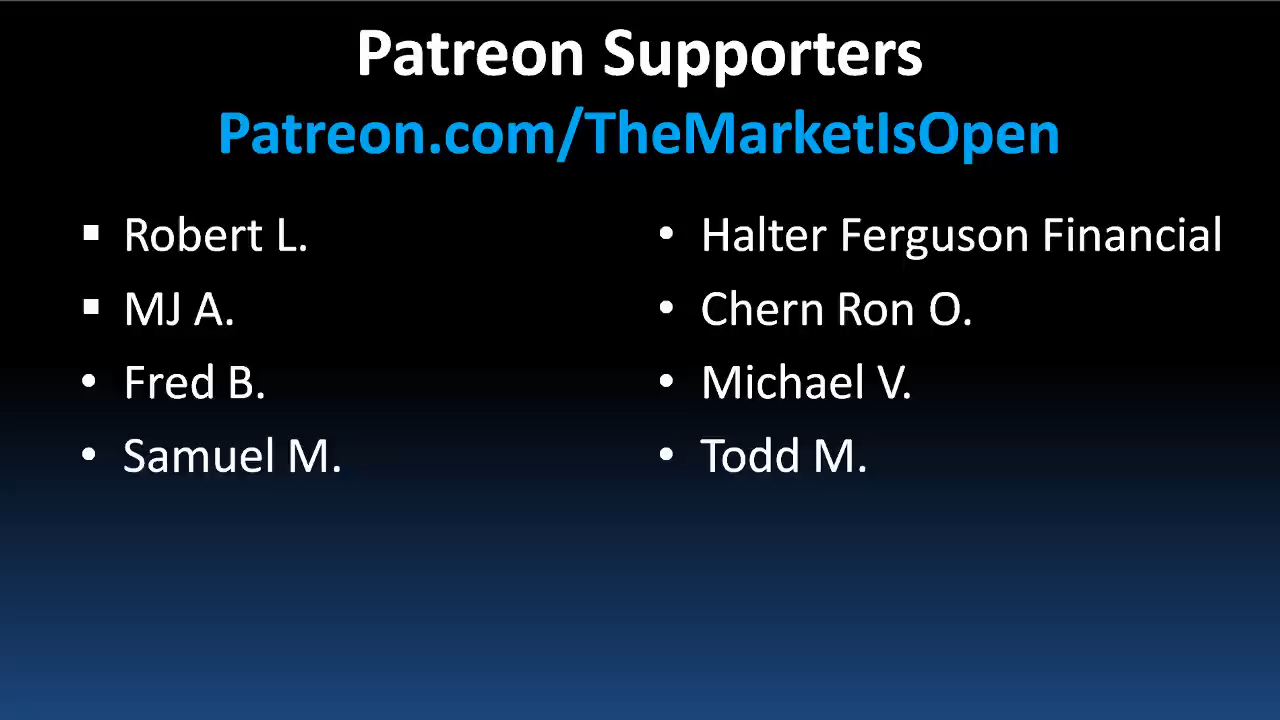 Patreon Supporters
Patreon.com/TheMarketIsOpen
▪ Robert L.
▪ MJ A.
• Fred B.
• Samuel M.
• Halter Ferguson Financial
• Chern Ron O.
• Michael V.
• Todd M.